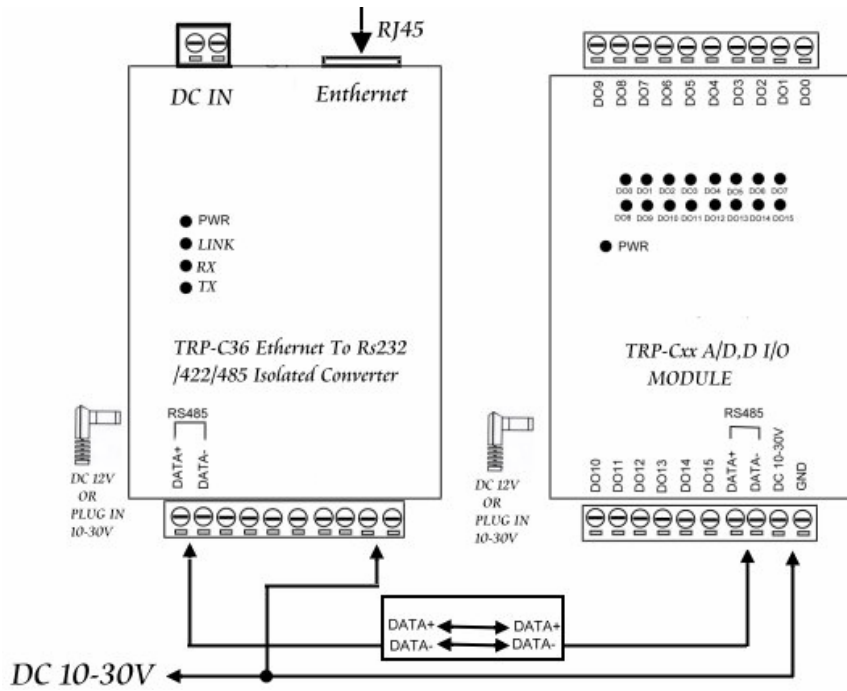 RJ45
DC IN
Enthernet
PWR
LINK
RX
TX
TRP-C36 Ethernet To Rs232
/422/485 Isolated Converter
RS485
DATA+
DATA-
DC 12V
OR
PLUG IN
10-30V
DO9
DO8
DO7
DO6
DO5
DO4
DO3
DO2
DO1
DO0
DO0 DO1 DO2 DO3 DO4 DO5 DO6 DO7
DO8 DO9 DO10 DO11 DO12 DO13 DO14 DO15
PWR
TRP-Cxx A/D,D I/O
MODULE
RS485
DO10
DO11
DO12
DO13
DO14
DO15
DATA+
DATA-
DC 10-30V
GND
DC 12V
OR
PLUG IN
10-30V
DATA+ DATA+
DATA- DATA-
DC 10-30V